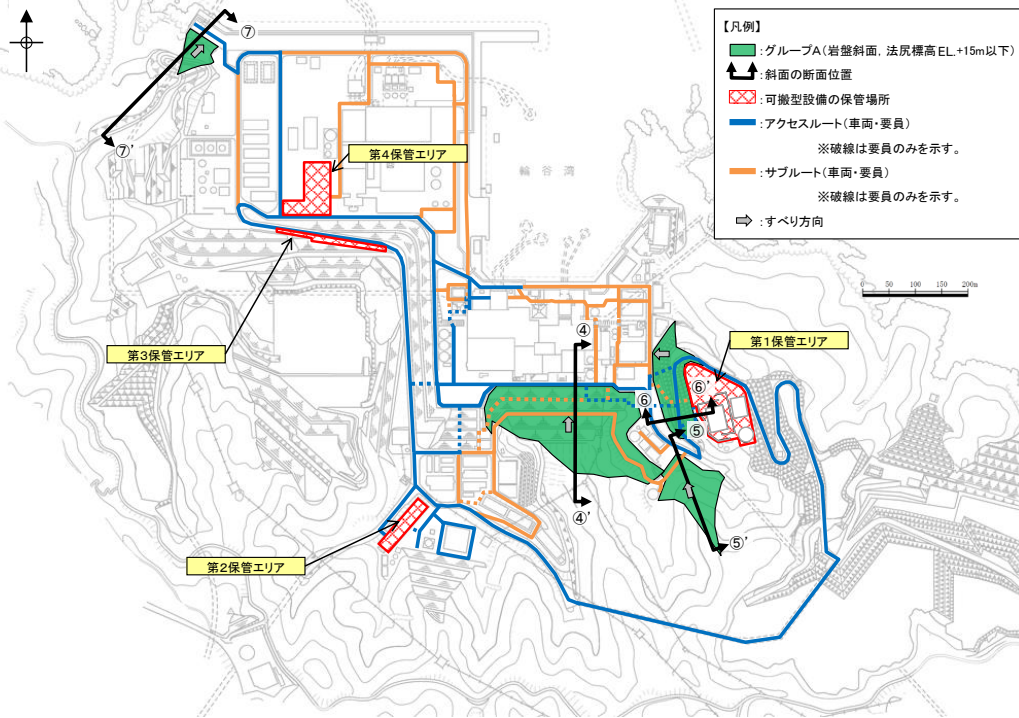 【凡例】
:グループA(岩盤斜面,法尻標高EL.+15m以下)
:斜面の断面位置
:可搬型設備の保管場所
:アクセスルート(車両・要員)
※破線は要員のみを示す。
:サブルート(車両・要員)
※破線は要員のみを示す。
:すべり方向
0 50 100 150 200m
⑦
⑦'
第4保管エリア
輪谷湾
第3保管エリア
④
第1保管エリア
⑥'
⑥
⑤
④'
⑤'
第2保管エリア